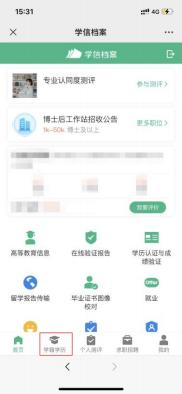 15:31
4G
学信档案
学信档案
专业认同度测评
参与测评>
博士后工作站招收公告
1k-50k 博士及以上
更多职位>
我要评价
高等教育信息
在线验证报告
学历认证与成绩验证
留学报告传输
毕业证书图像校对
就业
首页
学籍学历
个人测评
求职招聘
我的